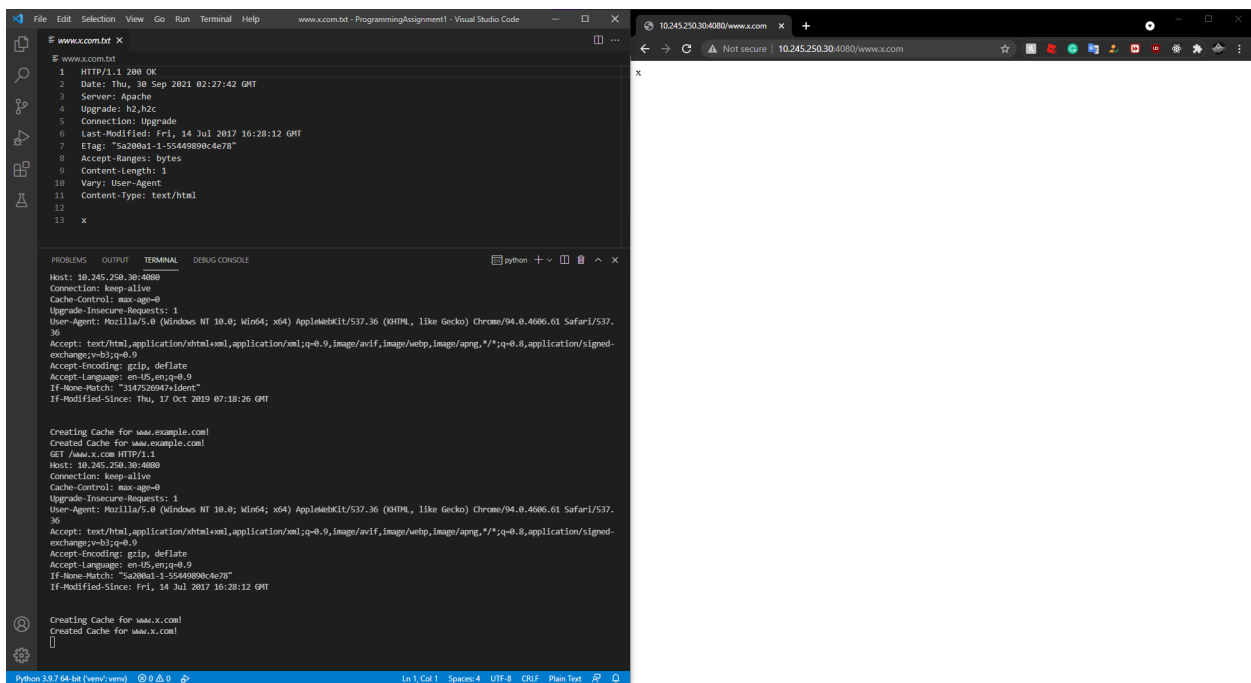 File Edit Selection View Go Run Terminal Help www.x.com.txt - ProgrammingAssignment1 - Visual Studio Code
www.x.com.txt
www.x.com.txt
1 HTTP/1.1 200 OK
2 Date: Thu, 30 Sep 2021 02:27:42 GMT
3 Server: Apache
4 Upgrade: h2,h2c
5 Connection: Upgrade
6 Last-Modified: Fri, 14 Jul 2017 16:28:12 GMT
7 ETag: "5a200a1-1-55449890c4e78"
8 Accept-Ranges: bytes
9 Content-Length: 1
10 Vary: User-Agent
11 Content-Type: text/html
12
13 x
PROBLEMS OUTPUT TERMINAL DEBUG CONSOLE python
Host: 10.245.250.30:4080
Connection: keep-alive
Cache-Control: max-age=0
Upgrade-Insecure-Requests: 1
User-Agent: Mozilla/5.0 (Windows NT 10.0; Win64; x64) AppleWebKit/537.36 (KHTML, like Gecko) Chrome/94.0.4606.61 Safari/537.
36
Accept: text/html,application/xhtml+xml,application/xml;q=0.9,image/avif,image/webp,image/apng,*/*;q=0.8,application/signed-
exchange;v=b3;q=0.9
Accept-Encoding: gzip, deflate
Accept-Language: en-US,en;q=0.9
If-None-Match: "3147526947+ident"
If-Modified-Since: Thu, 17 Oct 2019 07:18:26 GMT
Creating Cache for www.example.com!
Created Cache for www.example.com!
GET /www.x.com HTTP/1.1
Host: 10.245.250.30:4080
Connection: keep-alive
Cache-Control: max-age=0
Upgrade-Insecure-Requests: 1
User-Agent: Mozilla/5.0 (Windows NT 10.0; Win64; x64) AppleWebKit/537.36 (KHTML, like Gecko) Chrome/94.0.4606.61 Safari/537.
36
Accept: text/html,application/xhtml+xml,application/xml;q=0.9,image/avif,image/webp,image/apng,*/*;q=0.8,application/signed-
exchange;v=b3;q=0.9
Accept-Encoding: gzip, deflate
Accept-Language: en-US,en;q=0.9
If-None-Match: "5a200a1-1-55449890c4e78"
If-Modified-Since: Fri, 14 Jul 2017 16:28:12 GMT
Creating Cache for www.x.com!
Created Cache for www.x.com!
Python 3.9.7 64-bit ('venv': venv) 0 0 Ln 1, Col 1 Spaces: 4 UTF-8 CRLF Plain Text
10.245.250.30:4080/www.x.com
Not secure | 10.245.250.30:4080/www.x.com
x